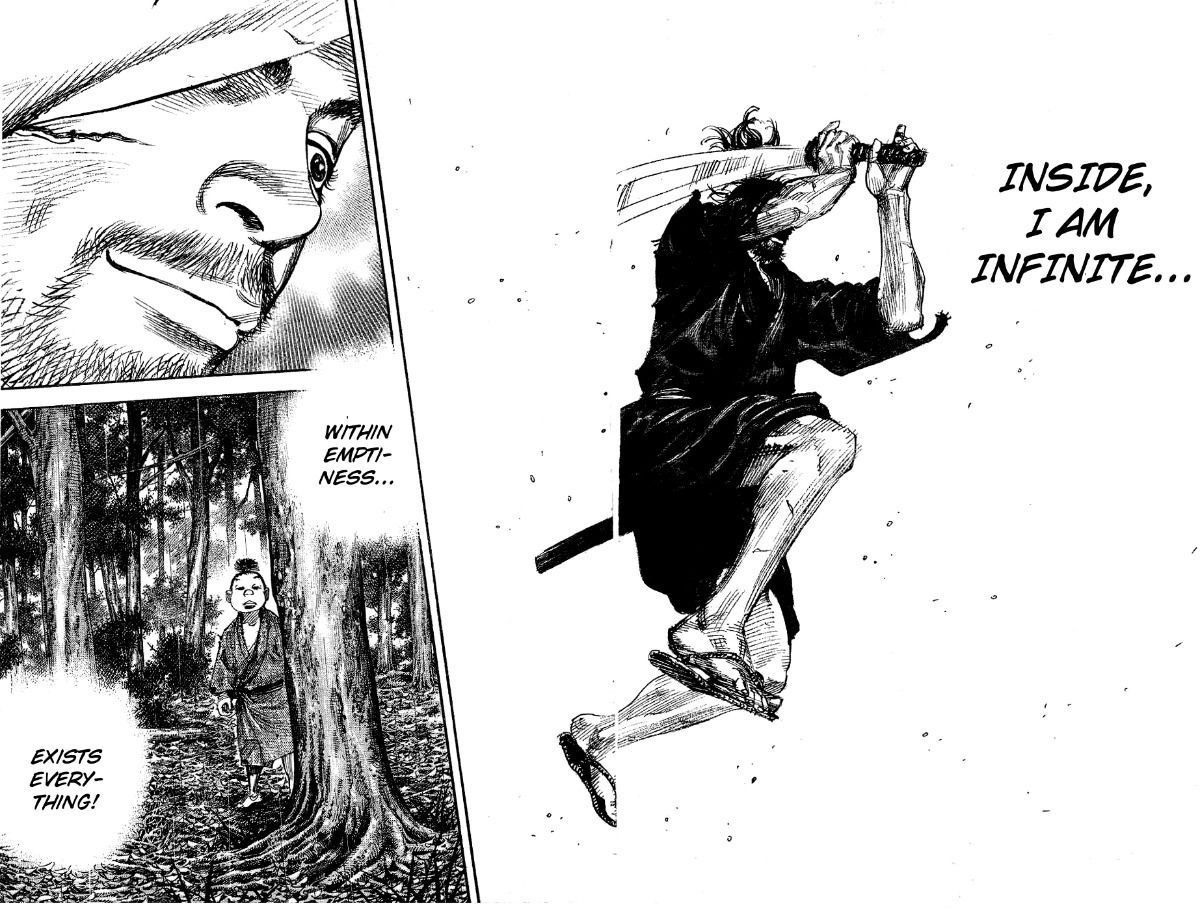 INSIDE,
I AM
INFINITE...
WITHIN
EMPTI-
NESS...
EXISTS
EVERY-
THING!